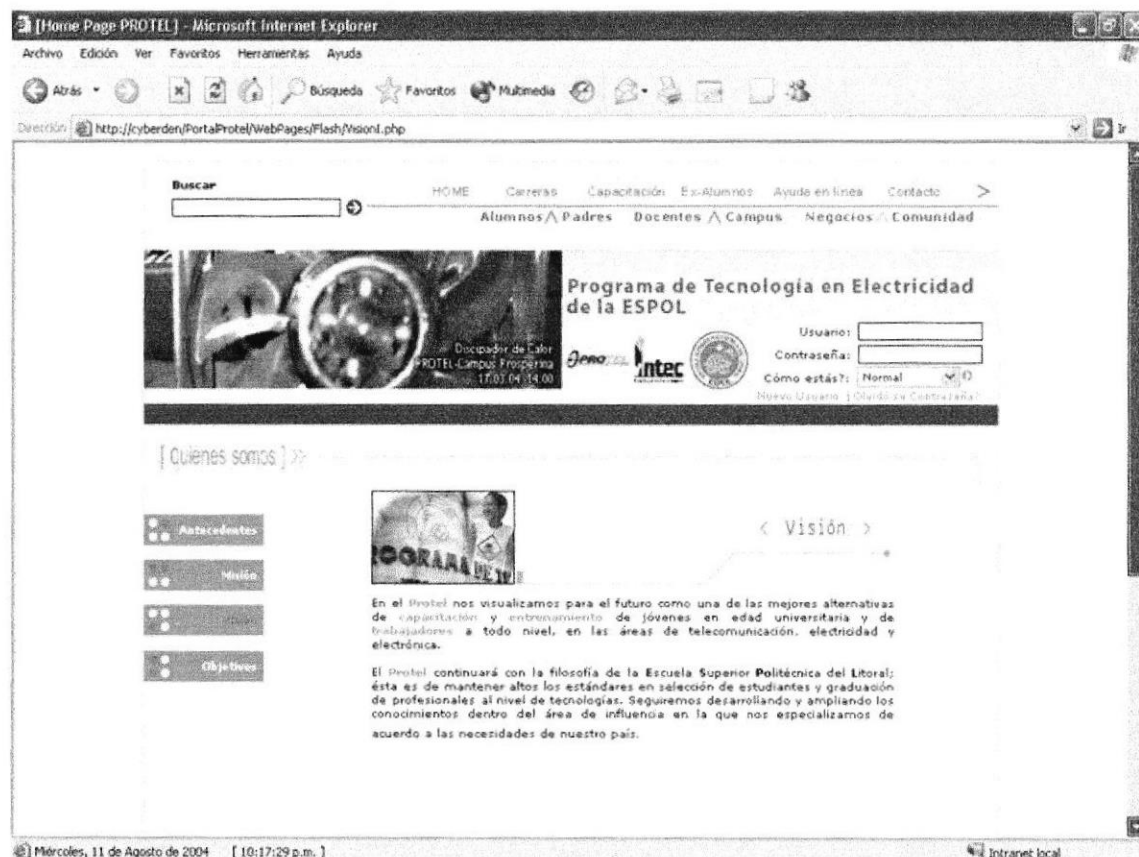 [Home Page PROTEL] - Microsoft Internet Explorer
Archivo Edición Ver Favoritos Herramientas Ayuda
Atrás Búsqueda Favoritos Multimedia
Dirección http://cyberden/PortalProtel/WebPages/Flash/VisionI.php Ir
Buscar
HOME Carreras Capacitación Ex-Alumnos Ayuda en línea Contacto >
Alumnos Padres Docentes Campus Negocios Comunidad
Programa de Tecnología en Electricidad
de la ESPOL
Disipador de Calor
PROTEL-Campus Prosperina
17.03.04 14:00
intec
Usuario:
Contraseña:
Cómo estás?: Normal
Nuevo Usuario | Olvidó su Contraseña?
[ Quienes somos ] >>
Antecedentes
Misión
Objetivos
ROGRAMA DE
< Visión >
En el Protel nos visualizamos para el futuro como una de las mejores alternativas
de capacitación y entrenamiento de jóvenes en edad universitaria y de
trabajadores a todo nivel, en las áreas de telecomunicación, electricidad y
electrónica.
El Protel continuará con la filosofía de la Escuela Superior Politécnica del Litoral;
ésta es de mantener altos los estándares en selección de estudiantes y graduación
de profesionales al nivel de tecnologías. Seguiremos desarrollando y ampliando los
conocimientos dentro del área de influencia en la que nos especializamos de
acuerdo a las necesidades de nuestro país.
Miércoles, 11 de Agosto de 2004 [ 10:17:29 p.m. ] Intranet local